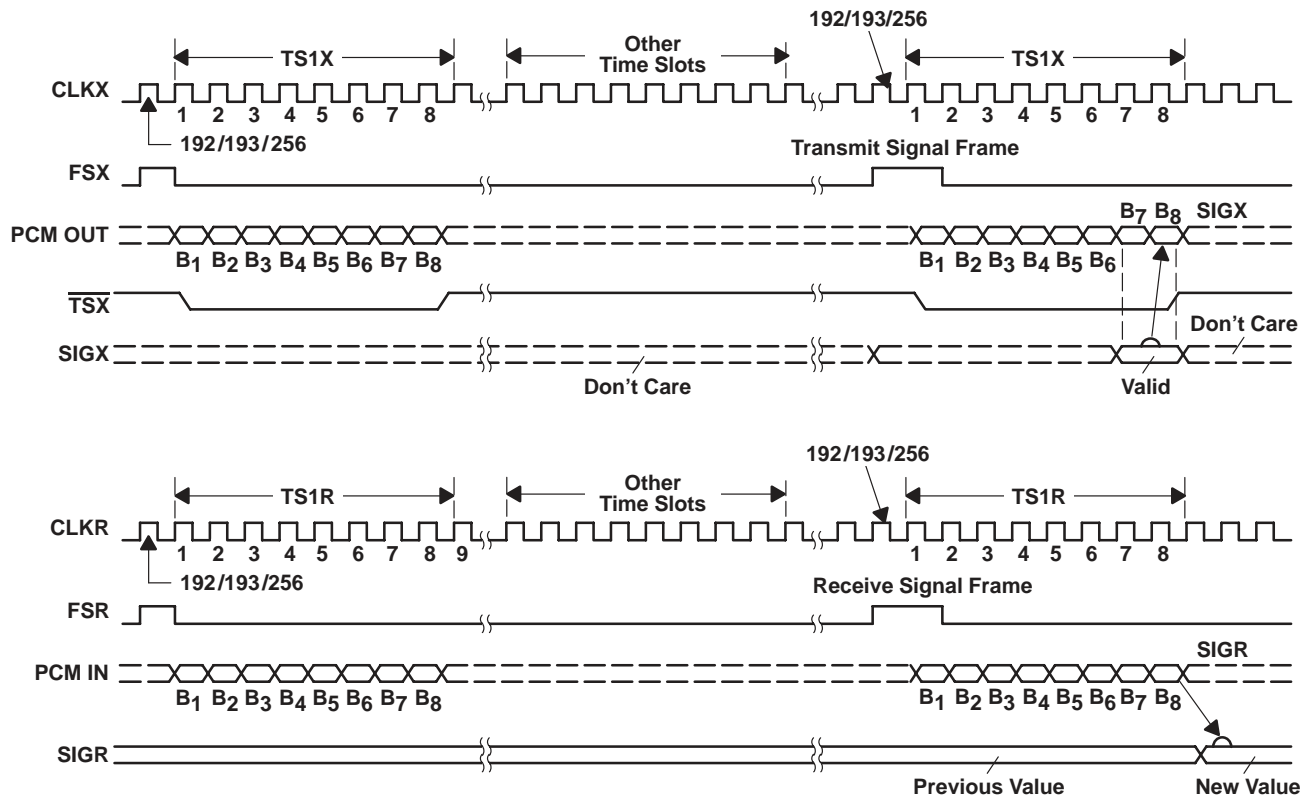 192/193/256
TS1X
Other
Time Slots
TS1X
CLKX
1 2 3 4 5 6 7 8
1 2 3 4 5 6 7 8
192/193/256
Transmit Signal Frame
FSX
B7 B8 SIGX
PCM OUT
B1 B2 B3 B4 B5 B6 B7 B8
B1 B2 B3 B4 B5 B6
TSX
Don't Care
SIGX
Don't Care
Valid
192/193/256
TS1R
Other
Time Slots
TS1R
CLKR
1 2 3 4 5 6 7 8 9
1 2 3 4 5 6 7 8
192/193/256
Receive Signal Frame
FSR
SIGR
PCM IN
B1 B2 B3 B4 B5 B6 B7 B8
B1 B2 B3 B4 B5 B6 B7 B8
SIGR
Previous Value
New Value